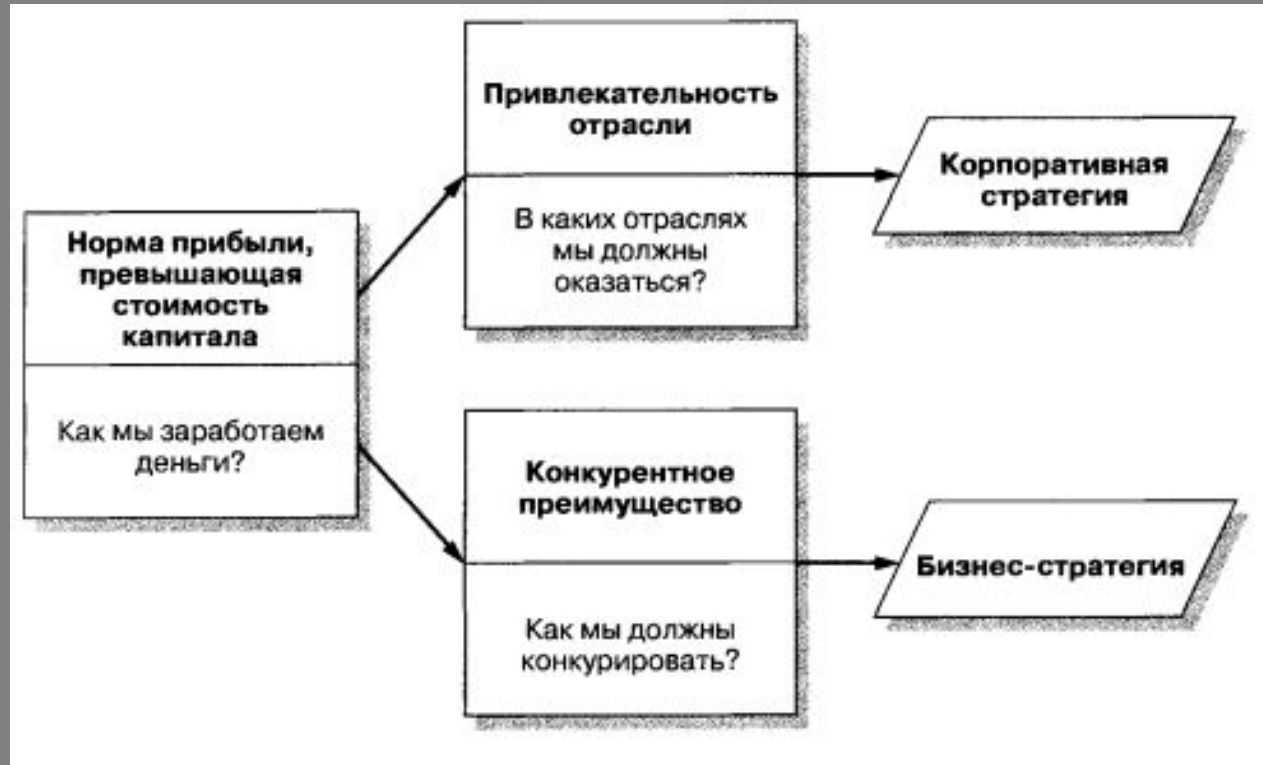 Привлекательность
отрасли
В каких отраслях
мы должны
оказаться?
Корпоративная
стратегия
Норма прибыли,
превышающая
стоимость
капитала
Как мы заработаем
деньги?
Конкурентное
преимущество
Как мы должны
конкурировать?
Бизнес-стратегия